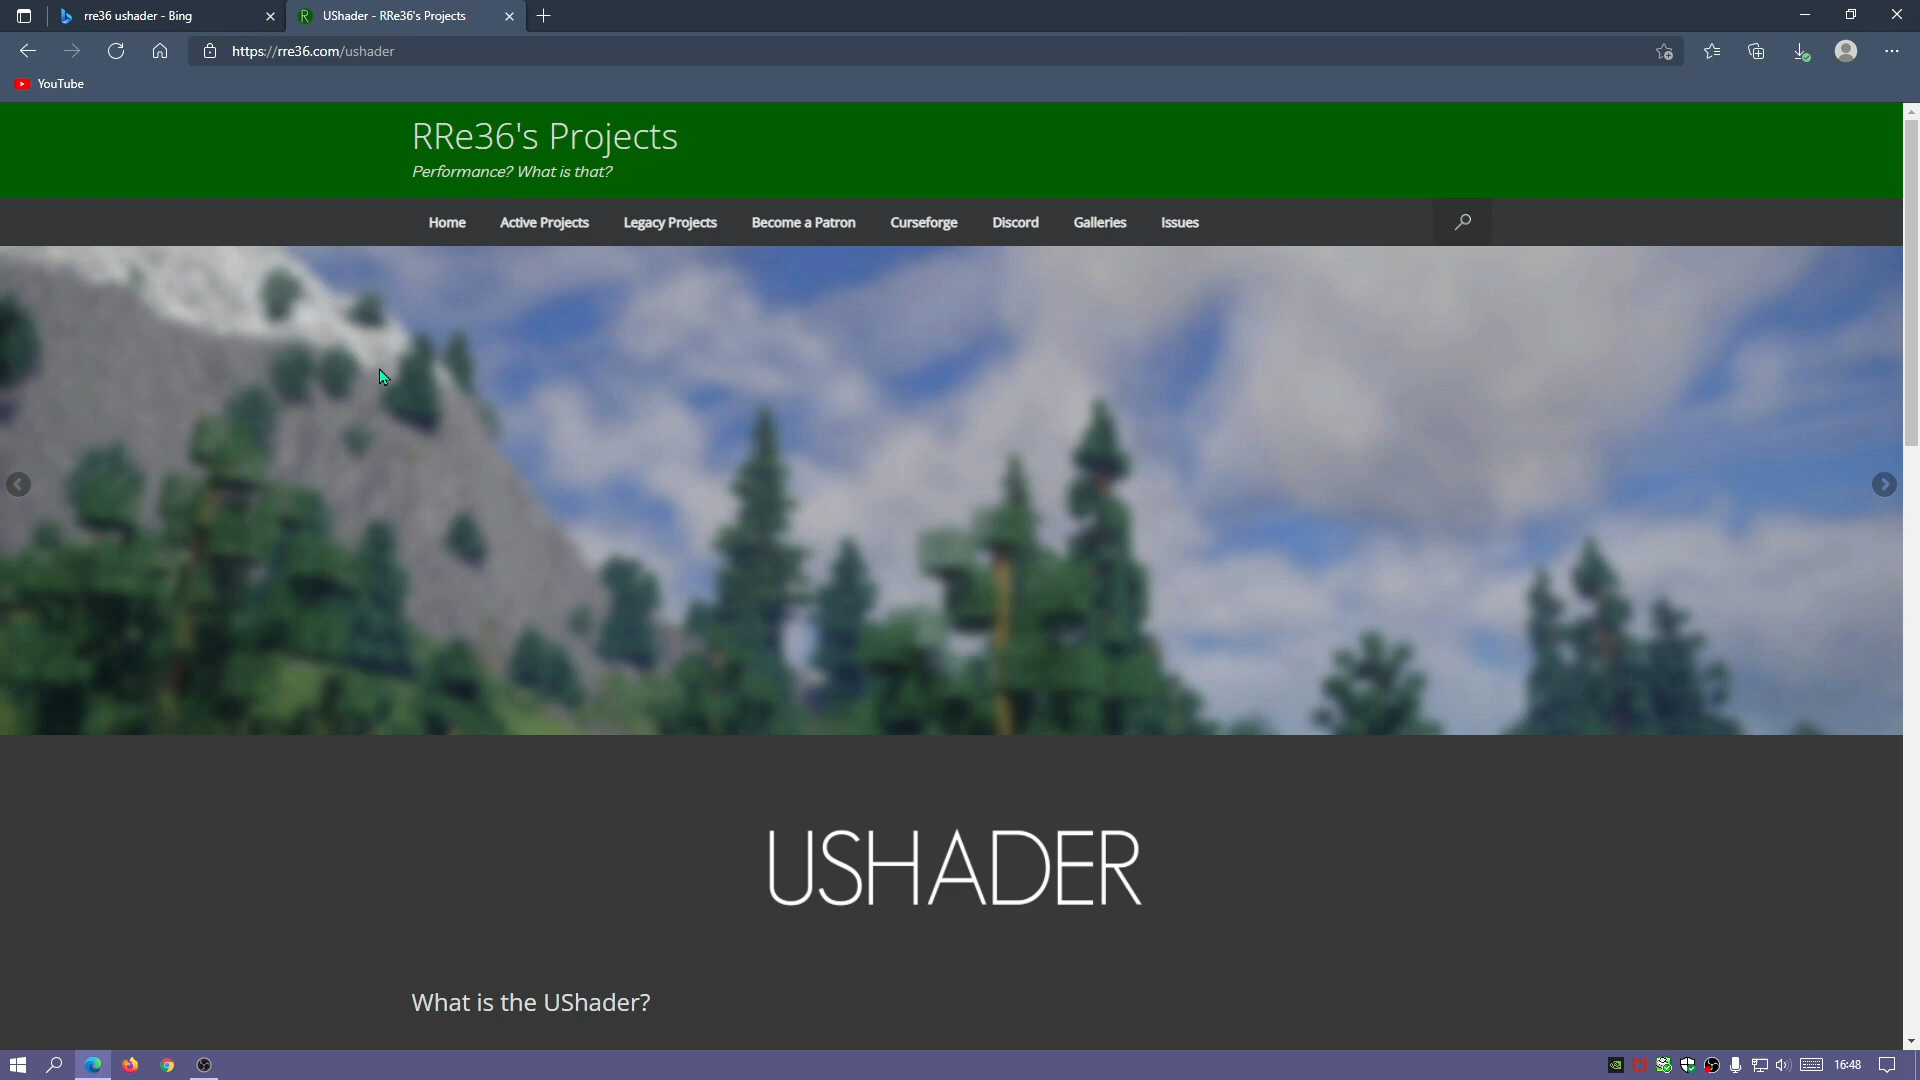 rre36 ushader - Bing
UShader - RRe36's Projects
https://rre36.com/ushader
YouTube
RRe36's Projects
Performance? What is that?
Home
Active Projects
Legacy Projects
Become a Patron
Curseforge
Discord
Galleries
Issues
USHADER
What is the UShader?
16:48